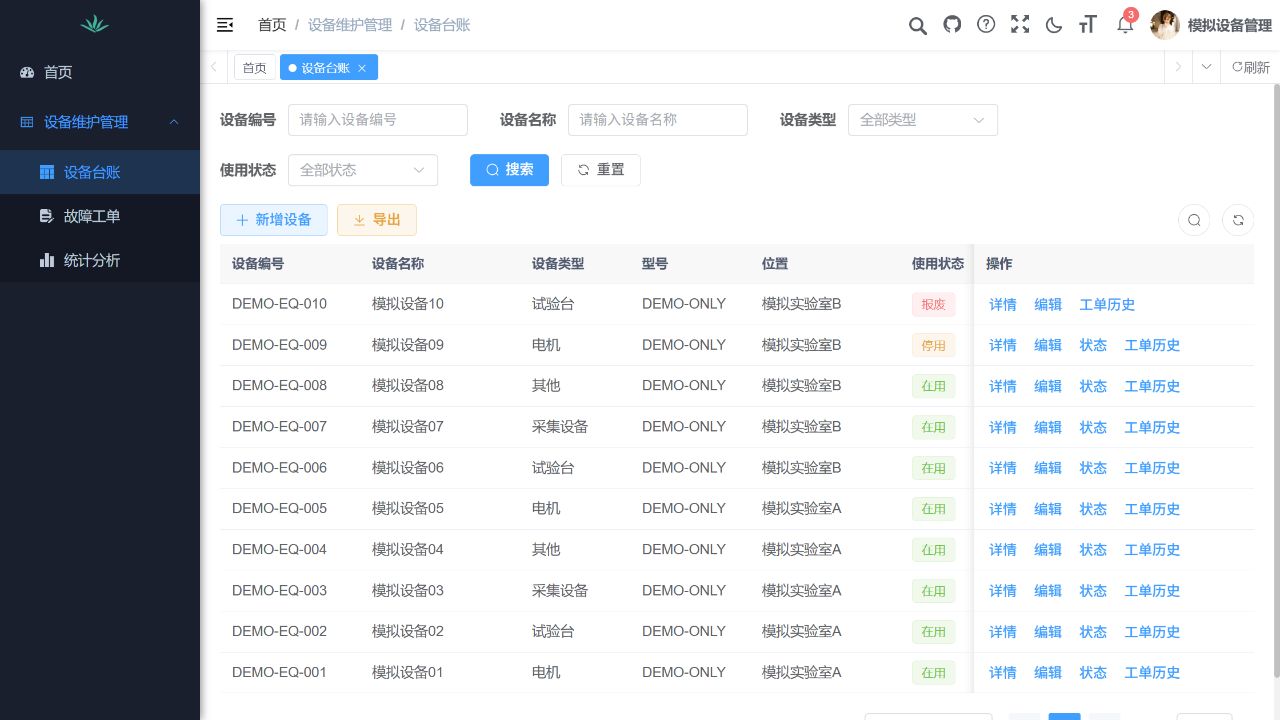 首页 / 设备维护管理 / 设备台账
3
模拟设备管理
首页
设备维护管理
设备台账
故障工单
统计分析
首页
设备台账
刷新
设备编号 请输入设备编号 设备名称 请输入设备名称 设备类型 全部类型
使用状态 全部状态 搜索 重置
新增设备 导出
设备编号 设备名称 设备类型 型号 位置 使用状态 操作
DEMO-EQ-010 模拟设备10 试验台 DEMO-ONLY 模拟实验室B 报废 详情 编辑 工单历史
DEMO-EQ-009 模拟设备09 电机 DEMO-ONLY 模拟实验室B 停用 详情 编辑 状态 工单历史
DEMO-EQ-008 模拟设备08 其他 DEMO-ONLY 模拟实验室B 在用 详情 编辑 状态 工单历史
DEMO-EQ-007 模拟设备07 采集设备 DEMO-ONLY 模拟实验室B 在用 详情 编辑 状态 工单历史
DEMO-EQ-006 模拟设备06 试验台 DEMO-ONLY 模拟实验室B 在用 详情 编辑 状态 工单历史
DEMO-EQ-005 模拟设备05 电机 DEMO-ONLY 模拟实验室A 在用 详情 编辑 状态 工单历史
DEMO-EQ-004 模拟设备04 其他 DEMO-ONLY 模拟实验室A 在用 详情 编辑 状态 工单历史
DEMO-EQ-003 模拟设备03 采集设备 DEMO-ONLY 模拟实验室A 在用 详情 编辑 状态 工单历史
DEMO-EQ-002 模拟设备02 试验台 DEMO-ONLY 模拟实验室A 在用 详情 编辑 状态 工单历史
DEMO-EQ-001 模拟设备01 电机 DEMO-ONLY 模拟实验室A 在用 详情 编辑 状态 工单历史